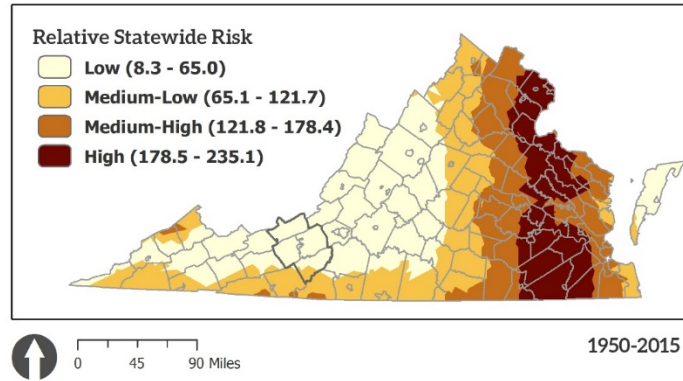 Relative Statewide Risk
Low (8.3 - 65.0)
Medium-Low (65.1 - 121.7)
Medium-High (121.8 - 178.4)
High (178.5 - 235.1)
0 45 90 Miles
1950-2015